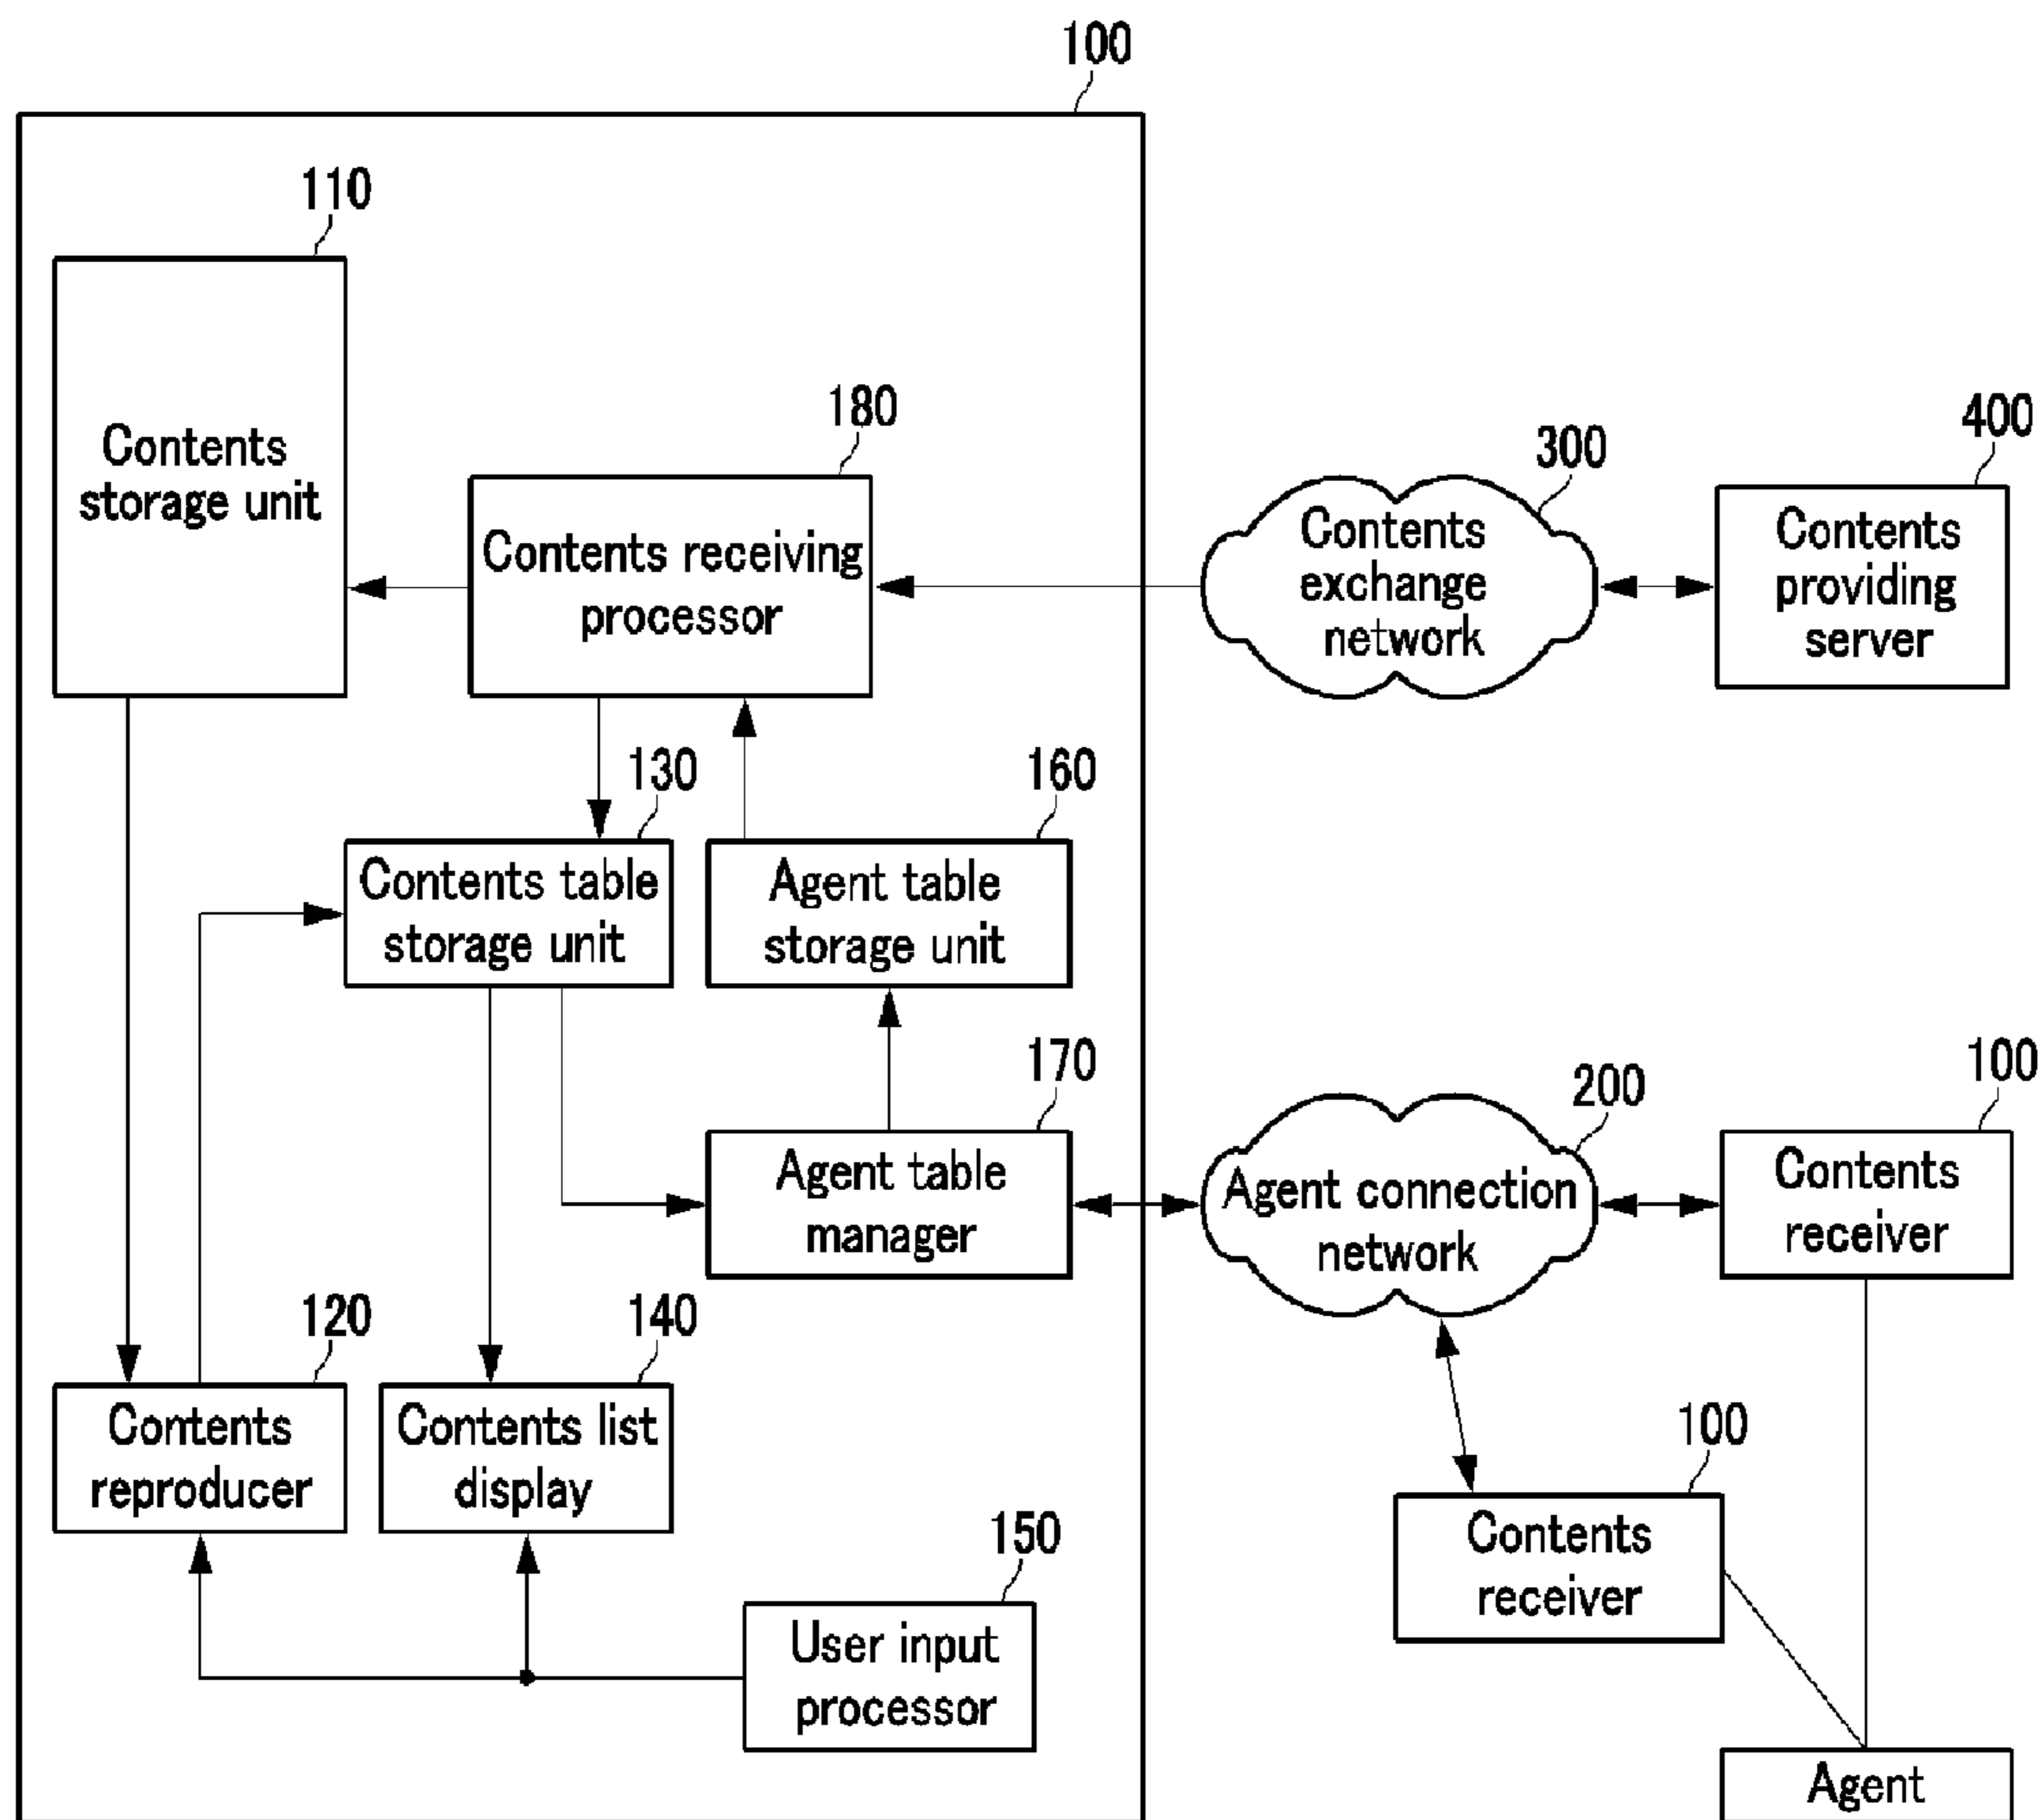 100
110
Contents
storage unit
180
Contents receiving
processor
300
Contents
exchange
network
400
Contents
providing
server
130
Contents table
storage unit
160
Agent table
storage unit
170
Agent table
manager
200
Agent connection
network
100
Contents
receiver
120
Contents
reproducer
140
Contents list
display
100
Contents
receiver
150
User input
processor
Agent